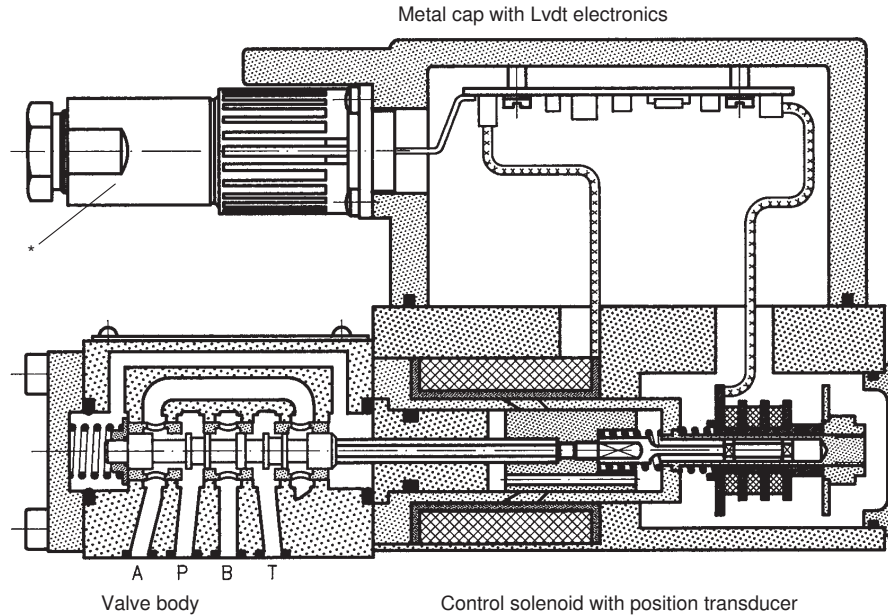 Metal cap with Lvdt electronics
*
A P B T
Valve body
Control solenoid with position transducer